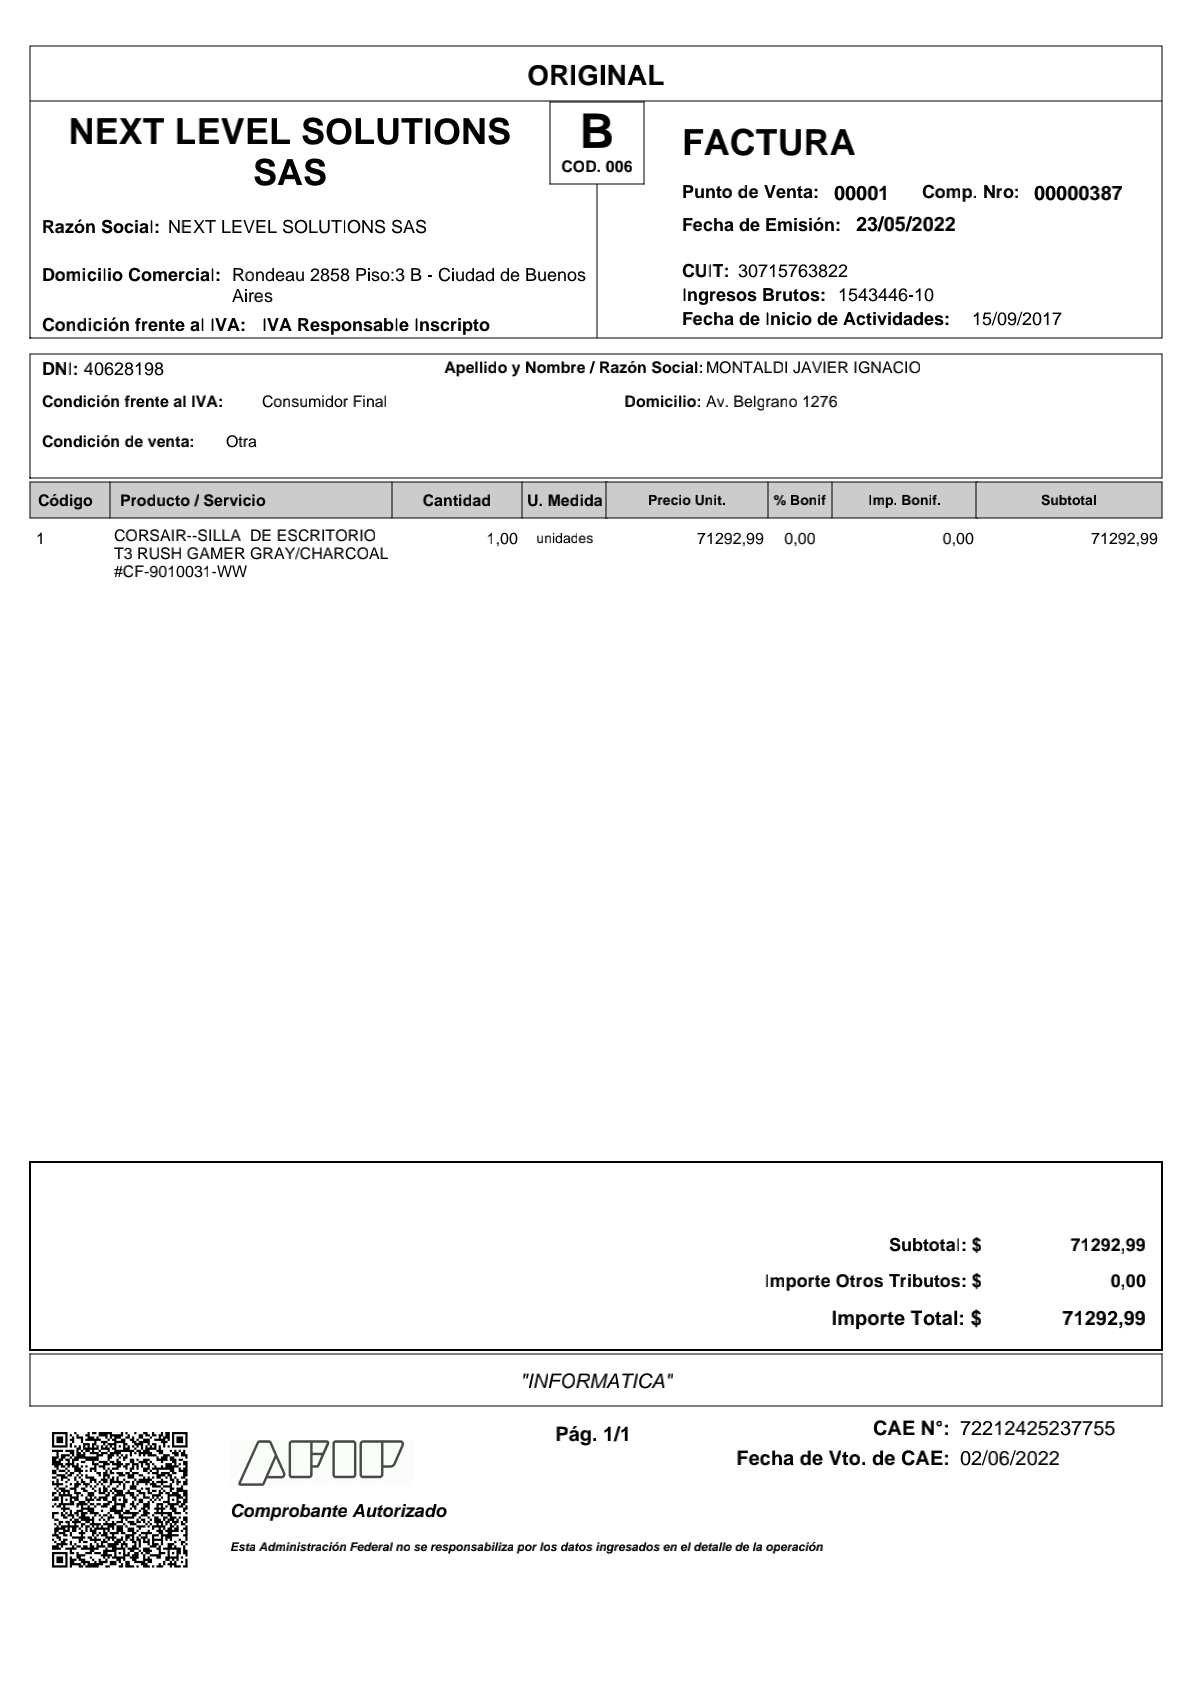 ORIGINAL
NEXT LEVEL SOLUTIONS
SAS
B
COD. 006
FACTURA
Punto de Venta: 00001 Comp. Nro: 00000387
Fecha de Emisión: 23/05/2022
Razón Social: NEXT LEVEL SOLUTIONS SAS
Domicilio Comercial: Rondeau 2858 Piso:3 B - Ciudad de Buenos
Aires
Condición frente al IVA: IVA Responsable Inscripto
CUIT: 30715763822
Ingresos Brutos: 1543446-10
Fecha de Inicio de Actividades: 15/09/2017
DNI: 40628198 Apellido y Nombre / Razón Social: MONTALDI JAVIER IGNACIO
Condición frente al IVA: Consumidor Final Domicilio: Av. Belgrano 1276
Condición de venta: Otra
Código Producto / Servicio Cantidad U. Medida Precio Unit. % Bonif Imp. Bonif. Subtotal
1 CORSAIR--SILLA DE ESCRITORIO 1,00 unidades 71292,99 0,00 0,00 71292,99
T3 RUSH GAMER GRAY/CHARCOAL
#CF-9010031-WW
Subtotal: $ 71292,99
Importe Otros Tributos: $ 0,00
Importe Total: $ 71292,99
"INFORMATICA"
AFIP
Comprobante Autorizado
Esta Administración Federal no se responsabiliza por los datos ingresados en el detalle de la operación
Pág. 1/1
CAE N°: 72212425237755
Fecha de Vto. de CAE: 02/06/2022